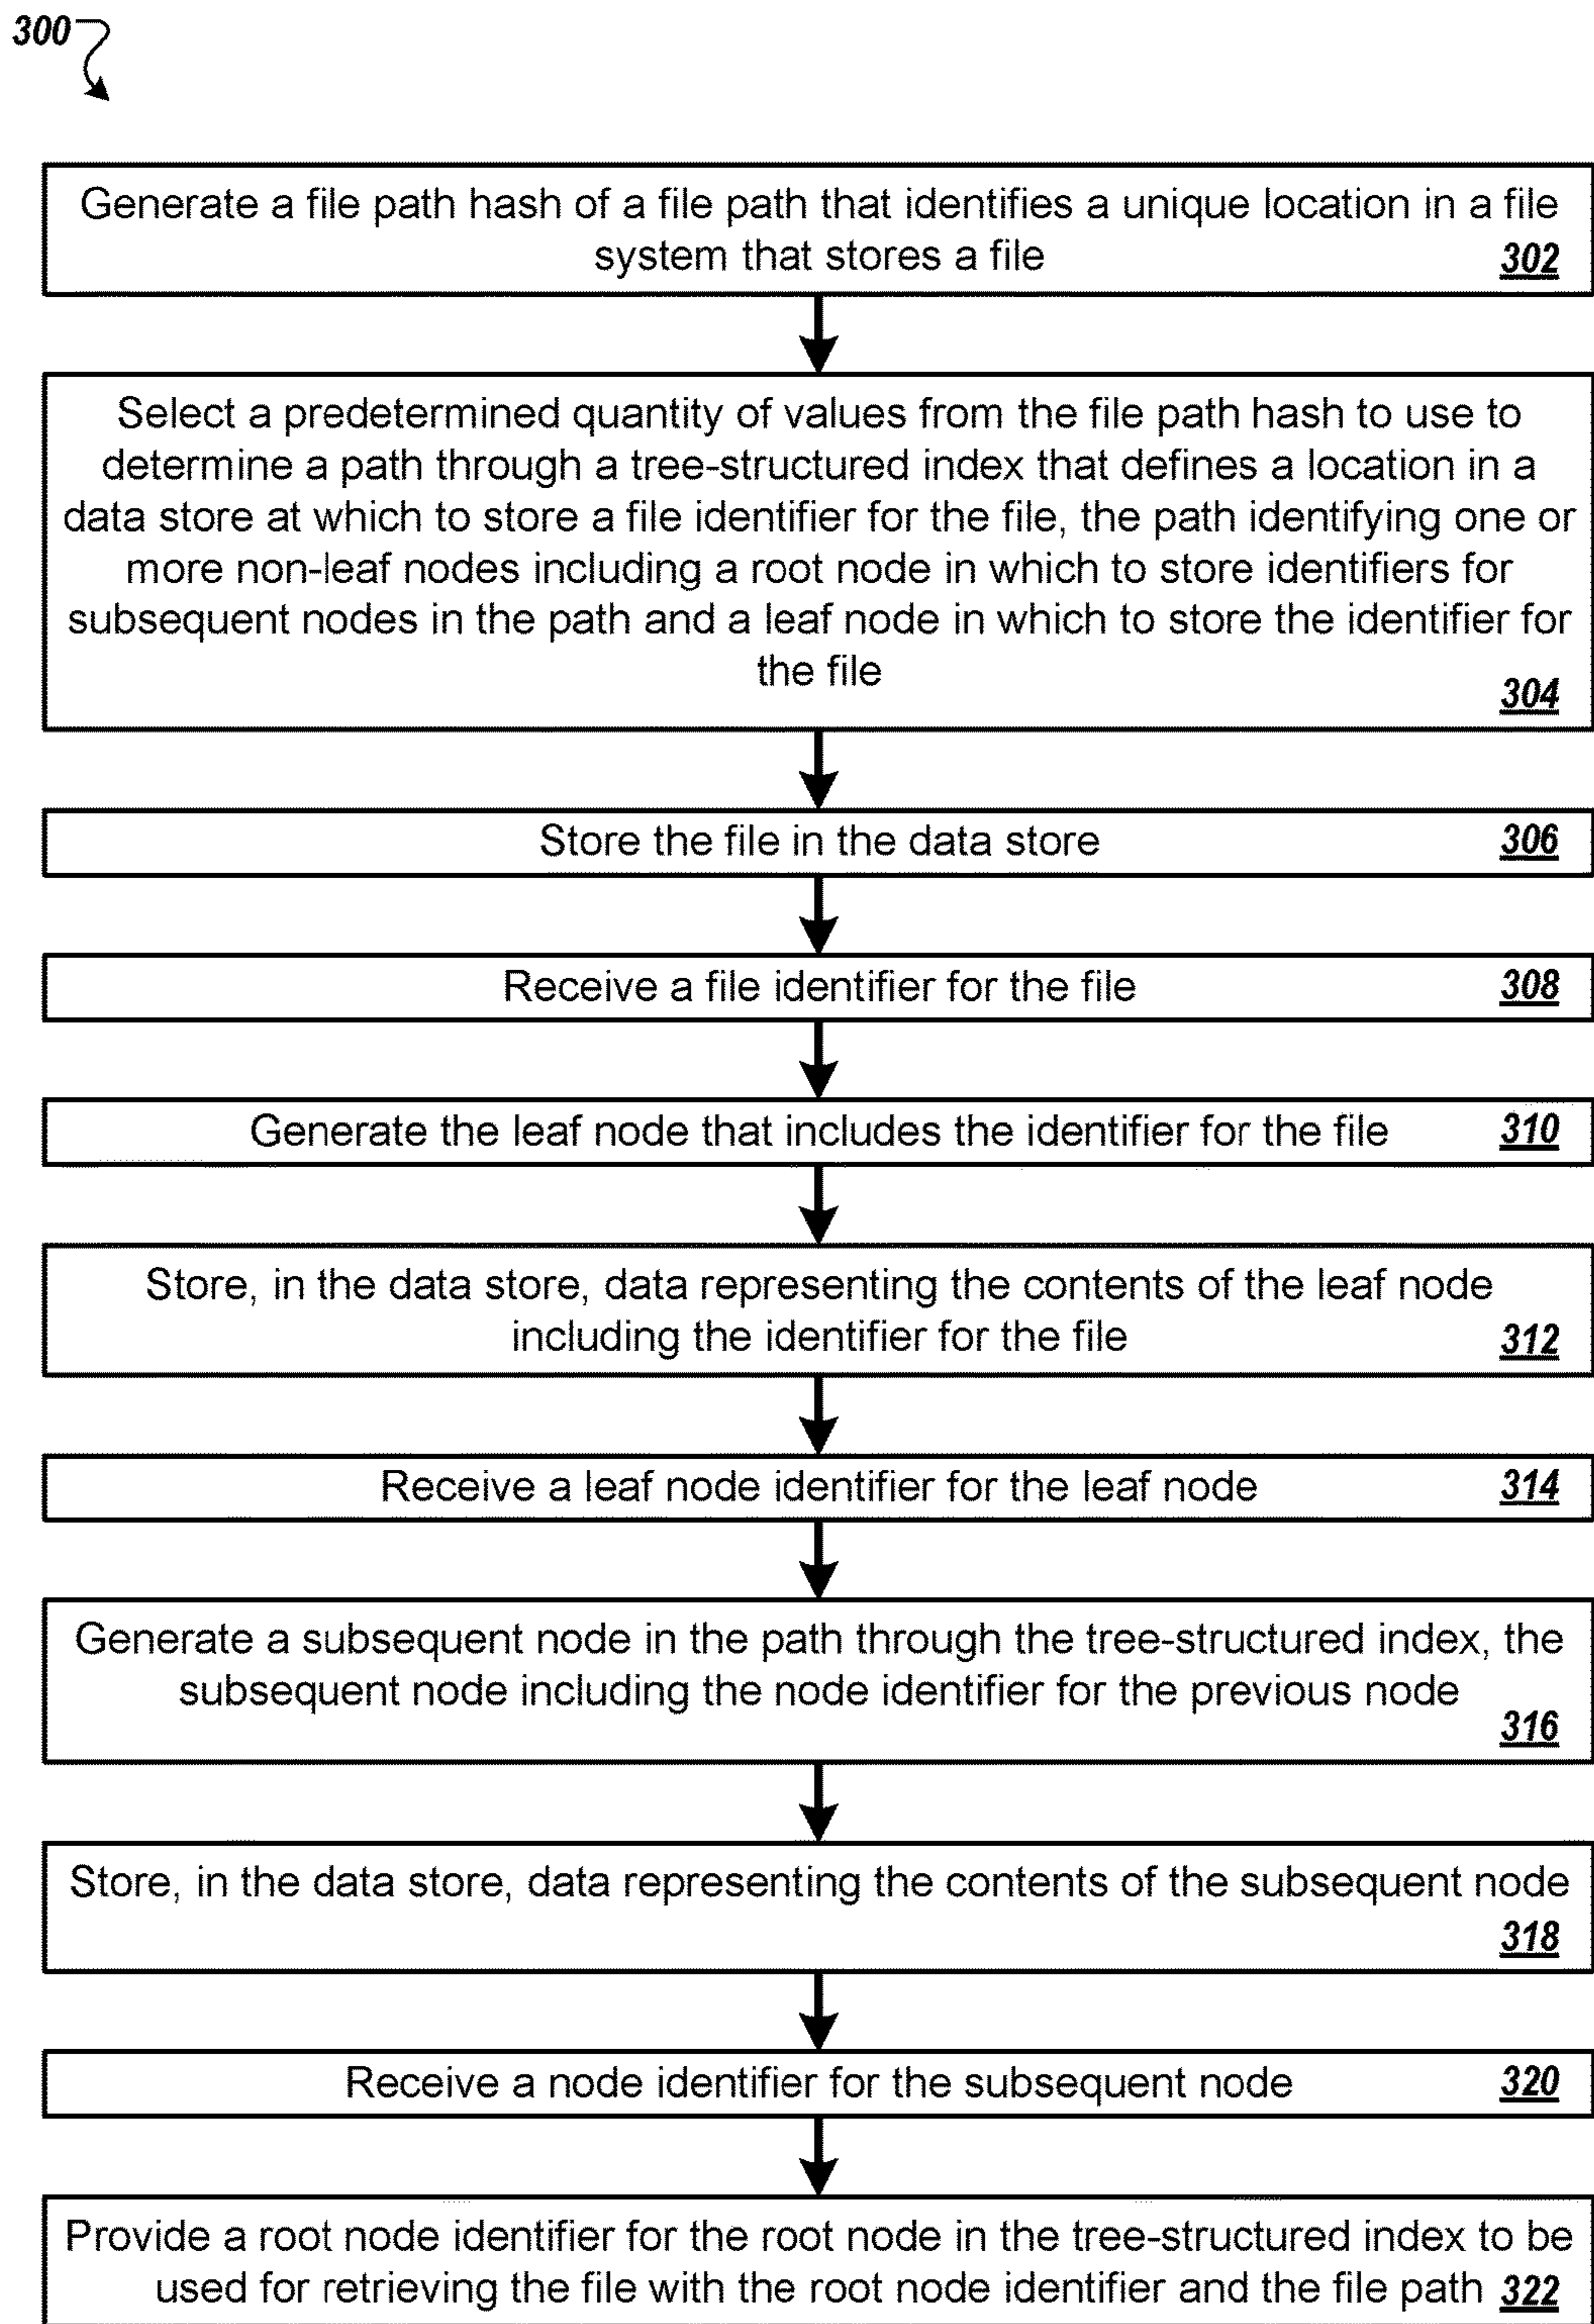 300
Generate a file path hash of a file path that identifies a unique location in a file
system that stores a file 302
Select a predetermined quantity of values from the file path hash to use to
determine a path through a tree-structured index that defines a location in a
data store at which to store a file identifier for the file, the path identifying one or
more non-leaf nodes including a root node in which to store identifiers for
subsequent nodes in the path and a leaf node in which to store the identifier for
the file
304
Store the file in the data store 306
Receive a file identifier for the file 308
Generate the leaf node that includes the identifier for the file 310
Store, in the data store, data representing the contents of the leaf node
including the identifier for the file 312
Receive a leaf node identifier for the leaf node 314
Generate a subsequent node in the path through the tree-structured index, the
subsequent node including the node identifier for the previous node
316
Store, in the data store, data representing the contents of the subsequent node
318
Receive a node identifier for the subsequent node 320
Provide a root node identifier for the root node in the tree-structured index to be
used for retrieving the file with the root node identifier and the file path 322